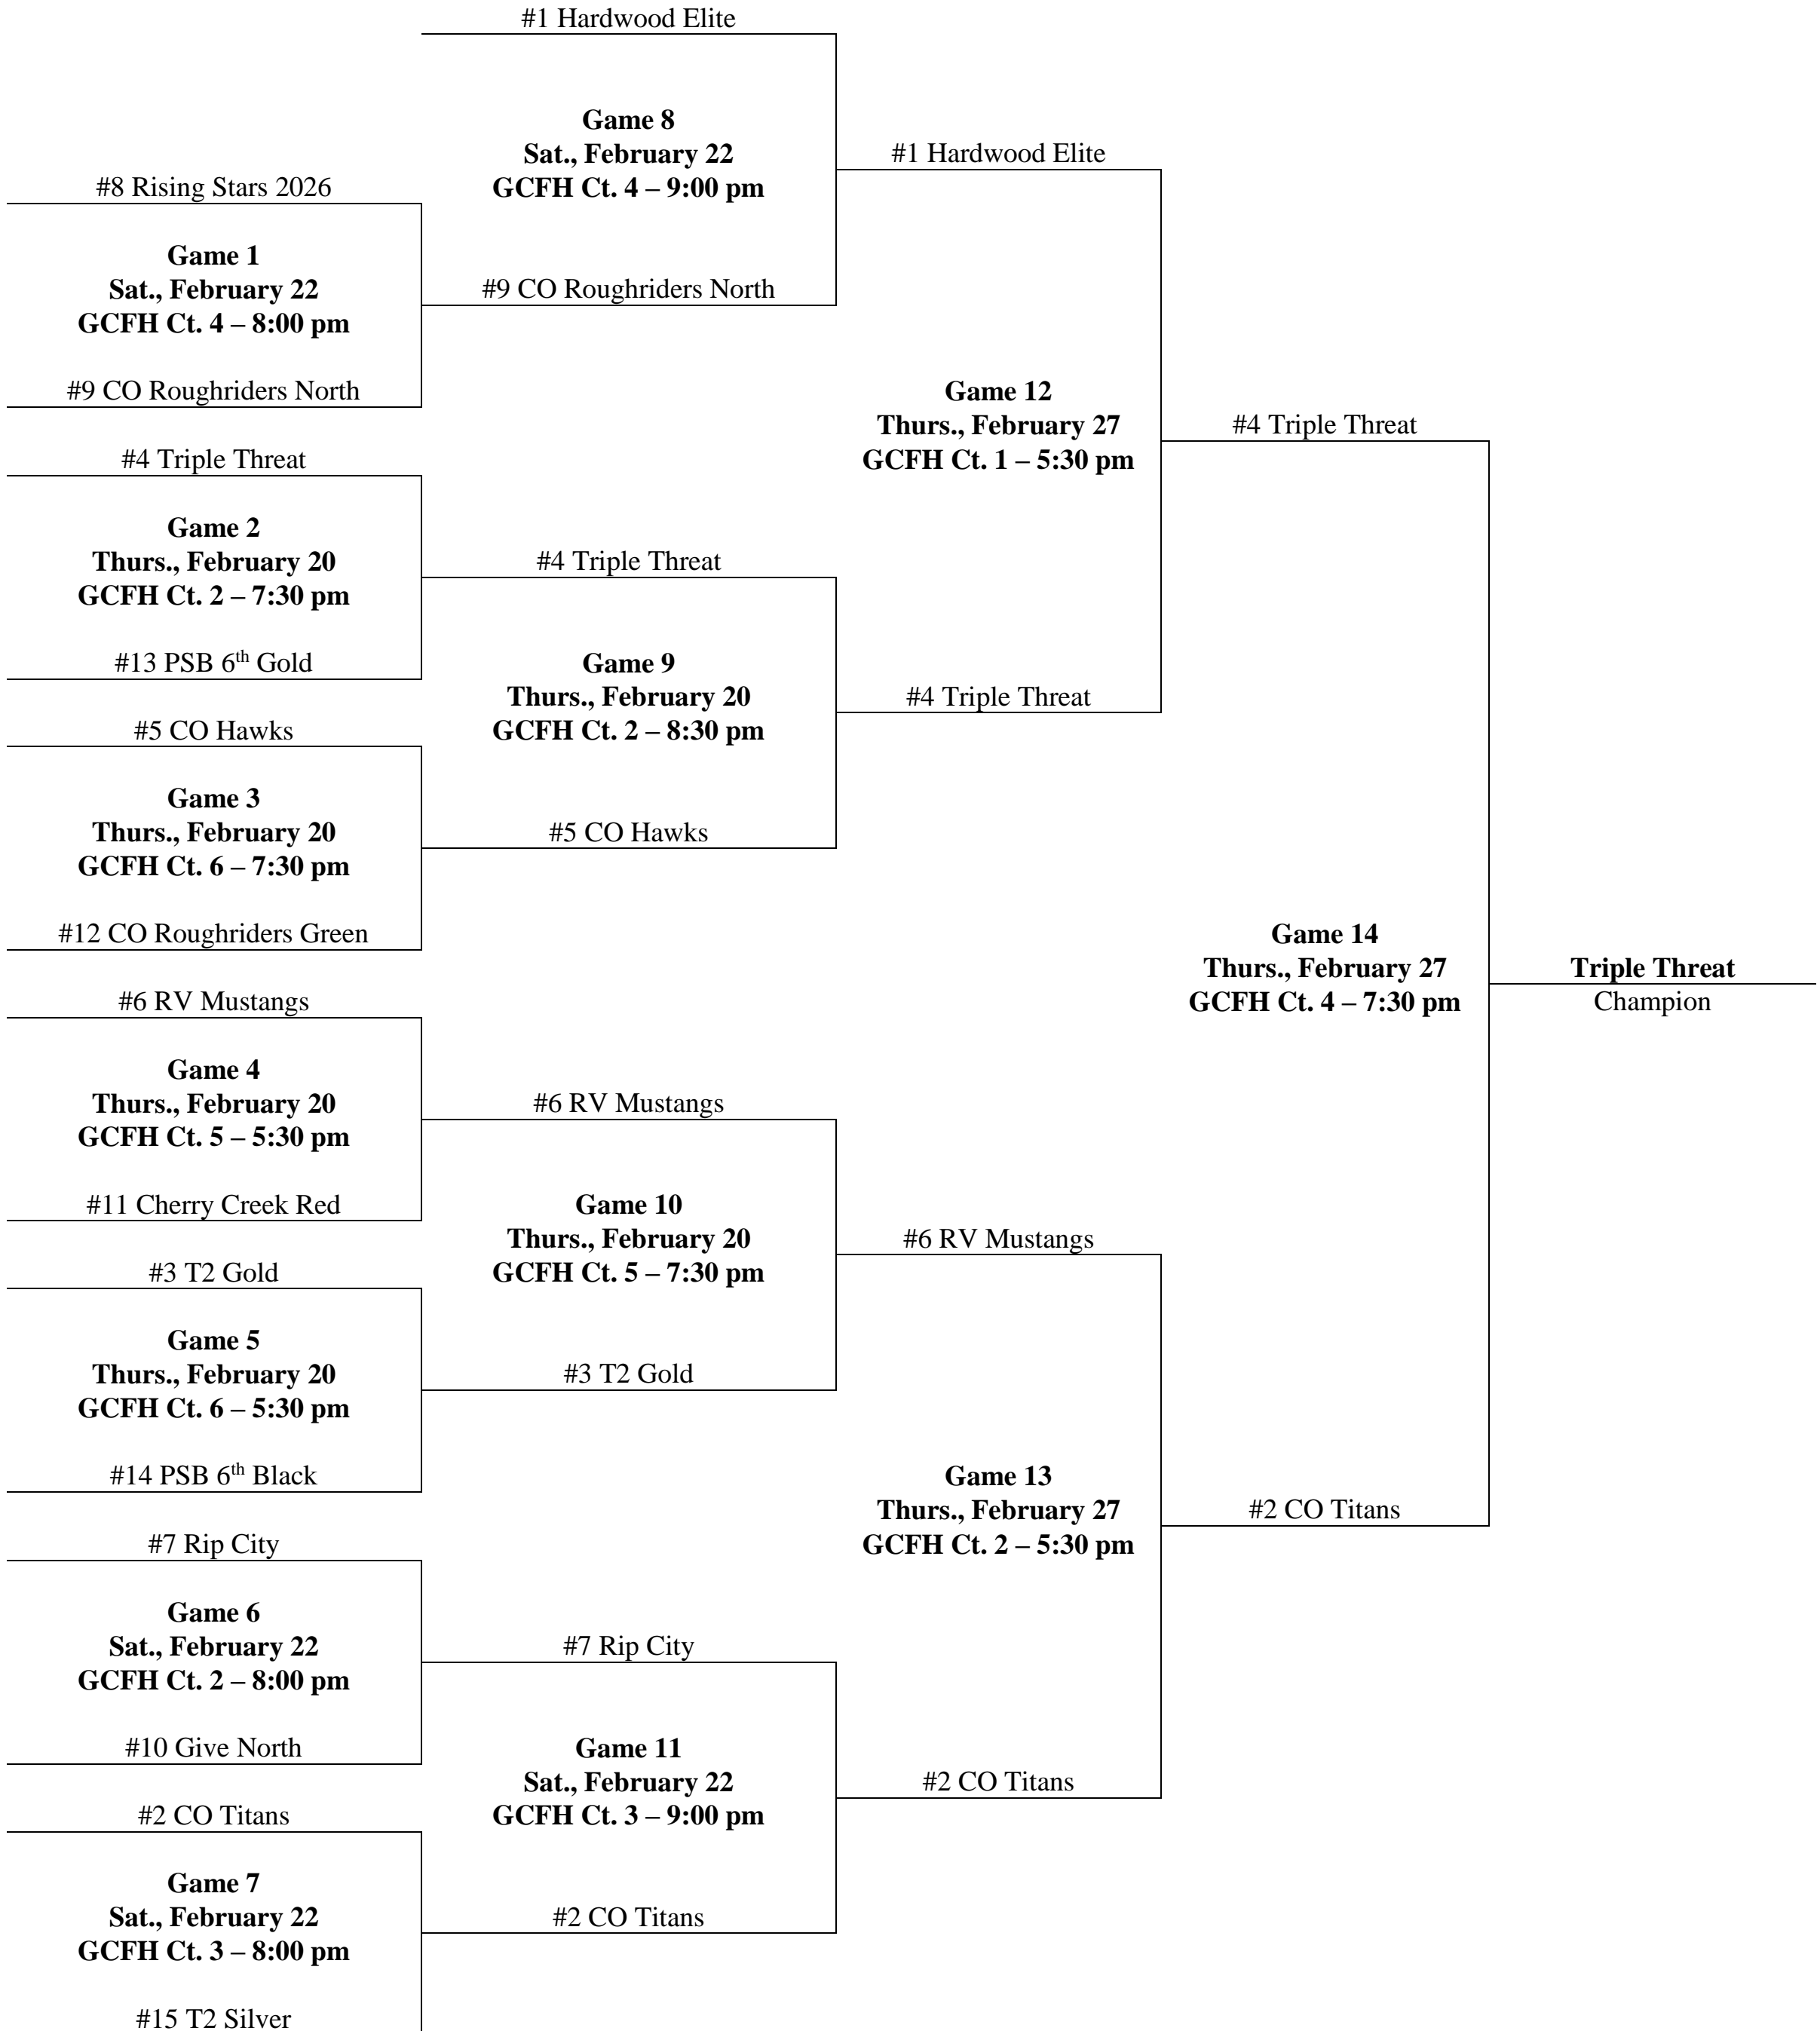 #1 Hardwood Elite
Game 8
Sat., February 22
GCFH Ct. 4 – 9:00 pm
#1 Hardwood Elite
#8 Rising Stars 2026
Game 1
Sat., February 22
GCFH Ct. 4 – 8:00 pm
#9 CO Roughriders North
#9 CO Roughriders North
Game 12
Thurs., February 27
GCFH Ct. 1 – 5:30 pm
#4 Triple Threat
#4 Triple Threat
Game 2
Thurs., February 20
GCFH Ct. 2 – 7:30 pm
#4 Triple Threat
#13 PSB 6th Gold
Game 9
Thurs., February 20
GCFH Ct. 2 – 8:30 pm
#4 Triple Threat
#5 CO Hawks
Game 3
Thurs., February 20
GCFH Ct. 6 – 7:30 pm
#5 CO Hawks
#12 CO Roughriders Green
Game 14
Thurs., February 27
GCFH Ct. 4 – 7:30 pm
Triple Threat
Champion
#6 RV Mustangs
Game 4
Thurs., February 20
GCFH Ct. 5 – 5:30 pm
#6 RV Mustangs
#11 Cherry Creek Red
Game 10
Thurs., February 20
GCFH Ct. 5 – 7:30 pm
#6 RV Mustangs
#3 T2 Gold
Game 5
Thurs., February 20
GCFH Ct. 6 – 5:30 pm
#3 T2 Gold
#14 PSB 6th Black
Game 13
Thurs., February 27
GCFH Ct. 2 – 5:30 pm
#2 CO Titans
#7 Rip City
Game 6
Sat., February 22
GCFH Ct. 2 – 8:00 pm
#7 Rip City
#10 Give North
Game 11
Sat., February 22
GCFH Ct. 3 – 9:00 pm
#2 CO Titans
#2 CO Titans
Game 7
Sat., February 22
GCFH Ct. 3 – 8:00 pm
#2 CO Titans
#15 T2 Silver